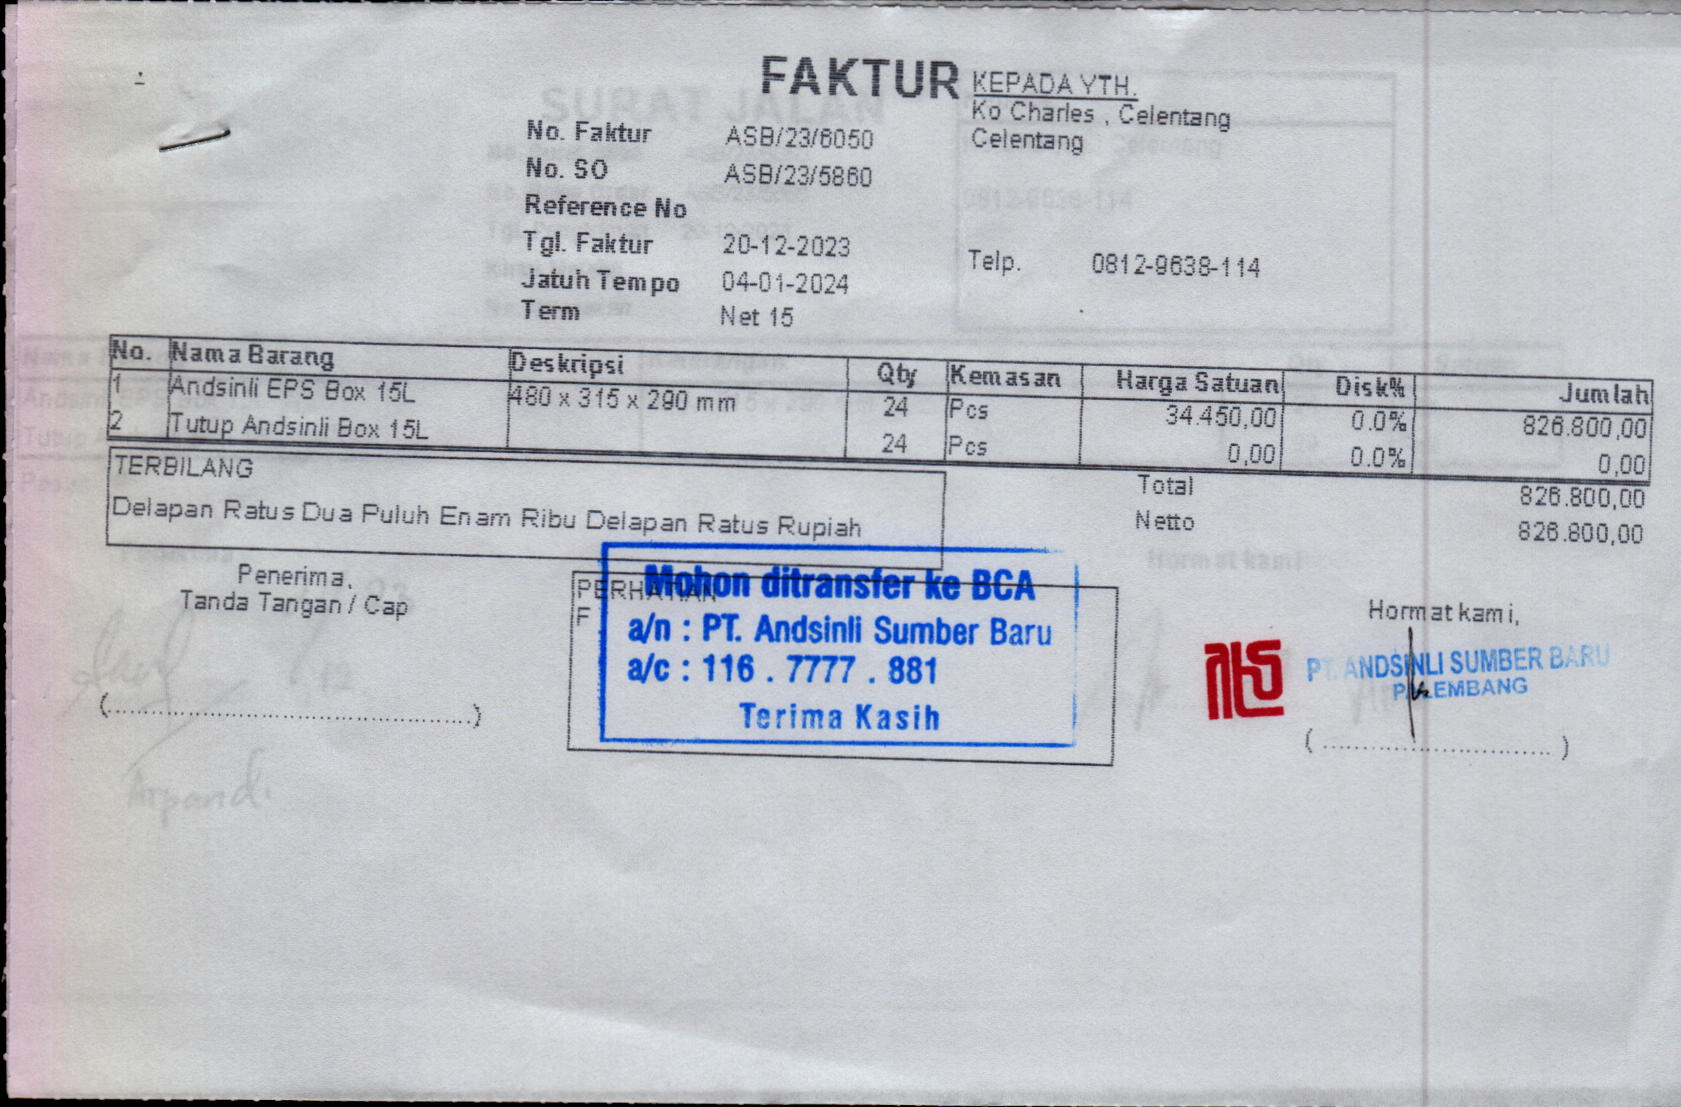 FAKTUR
KEPADA YTH.
Ko Charles , Celentang
Celentang
Telp. 0812-9638-114
No. Faktur ASB/23/6050
No. SO ASB/23/5860
Reference No
Tgl. Faktur 20-12-2023
Jatuh Tempo 04-01-2024
Term Net 15
No. Nama Barang Deskripsi Qty Kemasan Harga Satuan Disk% Jumlah
1 Andsinli EPS Box 15L 480 x 315 x 290 mm 24 Pcs 34.450,00 0.0% 826.800,00
2 Tutup Andsinli Box 15L 24 Pcs 0,00 0.0% 0,00
TERBILANG
Delapan Ratus Dua Puluh Enam Ribu Delapan Ratus Rupiah
Total 826.800,00
Netto 826.800,00
Penerima,
Tanda Tangan / Cap
(..........................................................)
PERHATIAN
F
Mohon ditransfer ke BCA
a/n : PT. Andsinli Sumber Baru
a/c : 116 . 7777 . 881
Terima Kasih
Hormat kami,
PT. ANDSINLI SUMBER BARU
PALEMBANG
( .................................... )